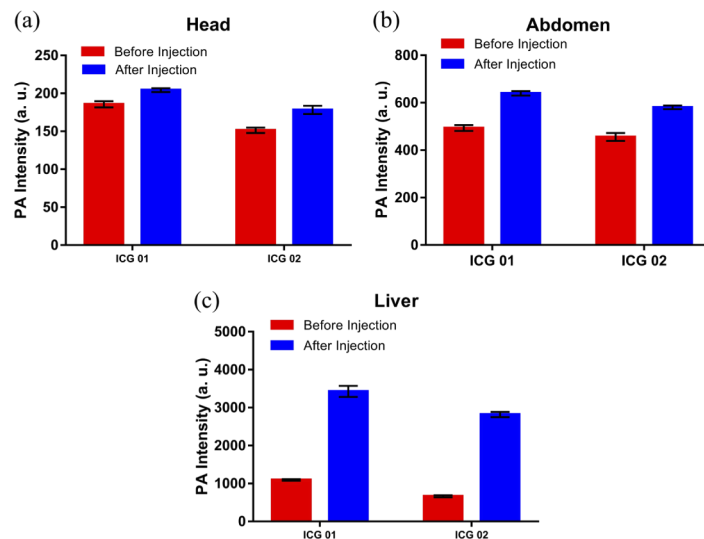 (a)
Head
Before Injection
After Injection
PA Intensity (a. u.)
250
200
150
100
50
0
ICG 01
ICG 02
(b)
Abdomen
Before Injection
After Injection
PA Intensity (a. u.)
800
600
400
200
0
ICG 01
ICG 02
(c)
Liver
Before Injection
After Injection
PA Intensity (a. u.)
5000
4000
3000
2000
1000
0
ICG 01
ICG 02